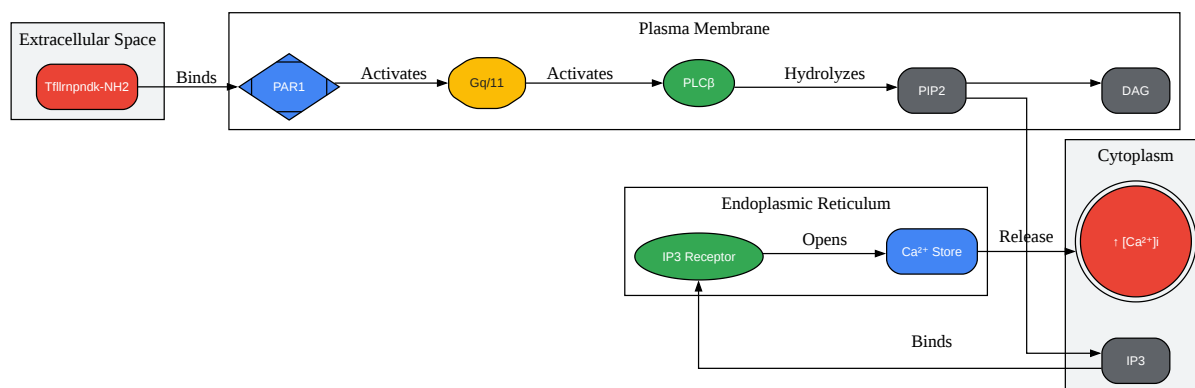 Extracellular Space
Tfllrnpndk-NH2
Binds
Plasma Membrane
PAR1
Activates
Gq/11
Activates
PLCβ
Hydrolyzes
PIP2
DAG
Endoplasmic Reticulum
IP3 Receptor
Opens
Ca²⁺ Store
Release
Cytoplasm
↑ [Ca²⁺]i
Binds
IP3